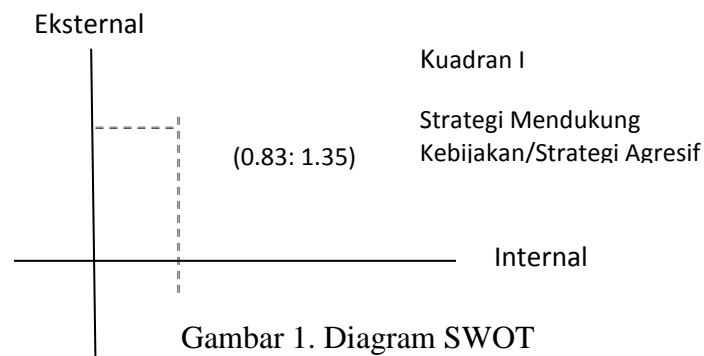 Eksternal
Kuadran I
Strategi Mendukung
(0.83: 1.35)
Kebijakan/Strategi Agresif
Internal
Gambar 1. Diagram SWOT